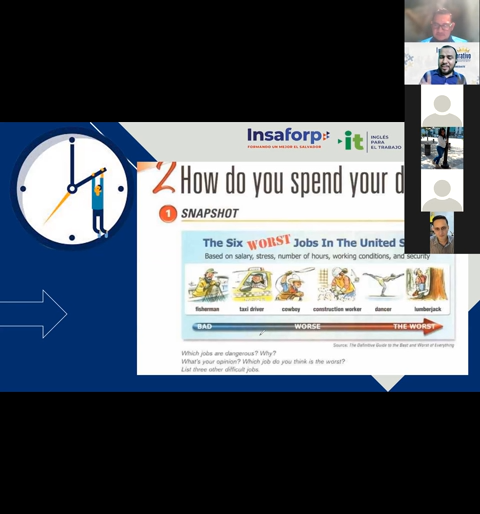 Insaforp
FORMANDO UN MEJOR EL SALVADOR
it
INGLÉS
PARA
EL TRABAJO
2 How do you spend your d
1 SNAPSHOT
The Six WORST Jobs In The United S
Based on salary, stress, number of hours, working conditions, and security
fisherman taxi driver cowboy construction worker dancer lumberjack
BAD WORSE THE WORST
Source: The Definitive Guide to the Best and Worst of Everything
Which jobs are dangerous? Why?
What's your opinion? Which job do you think is the worst?
List three other difficult jobs.